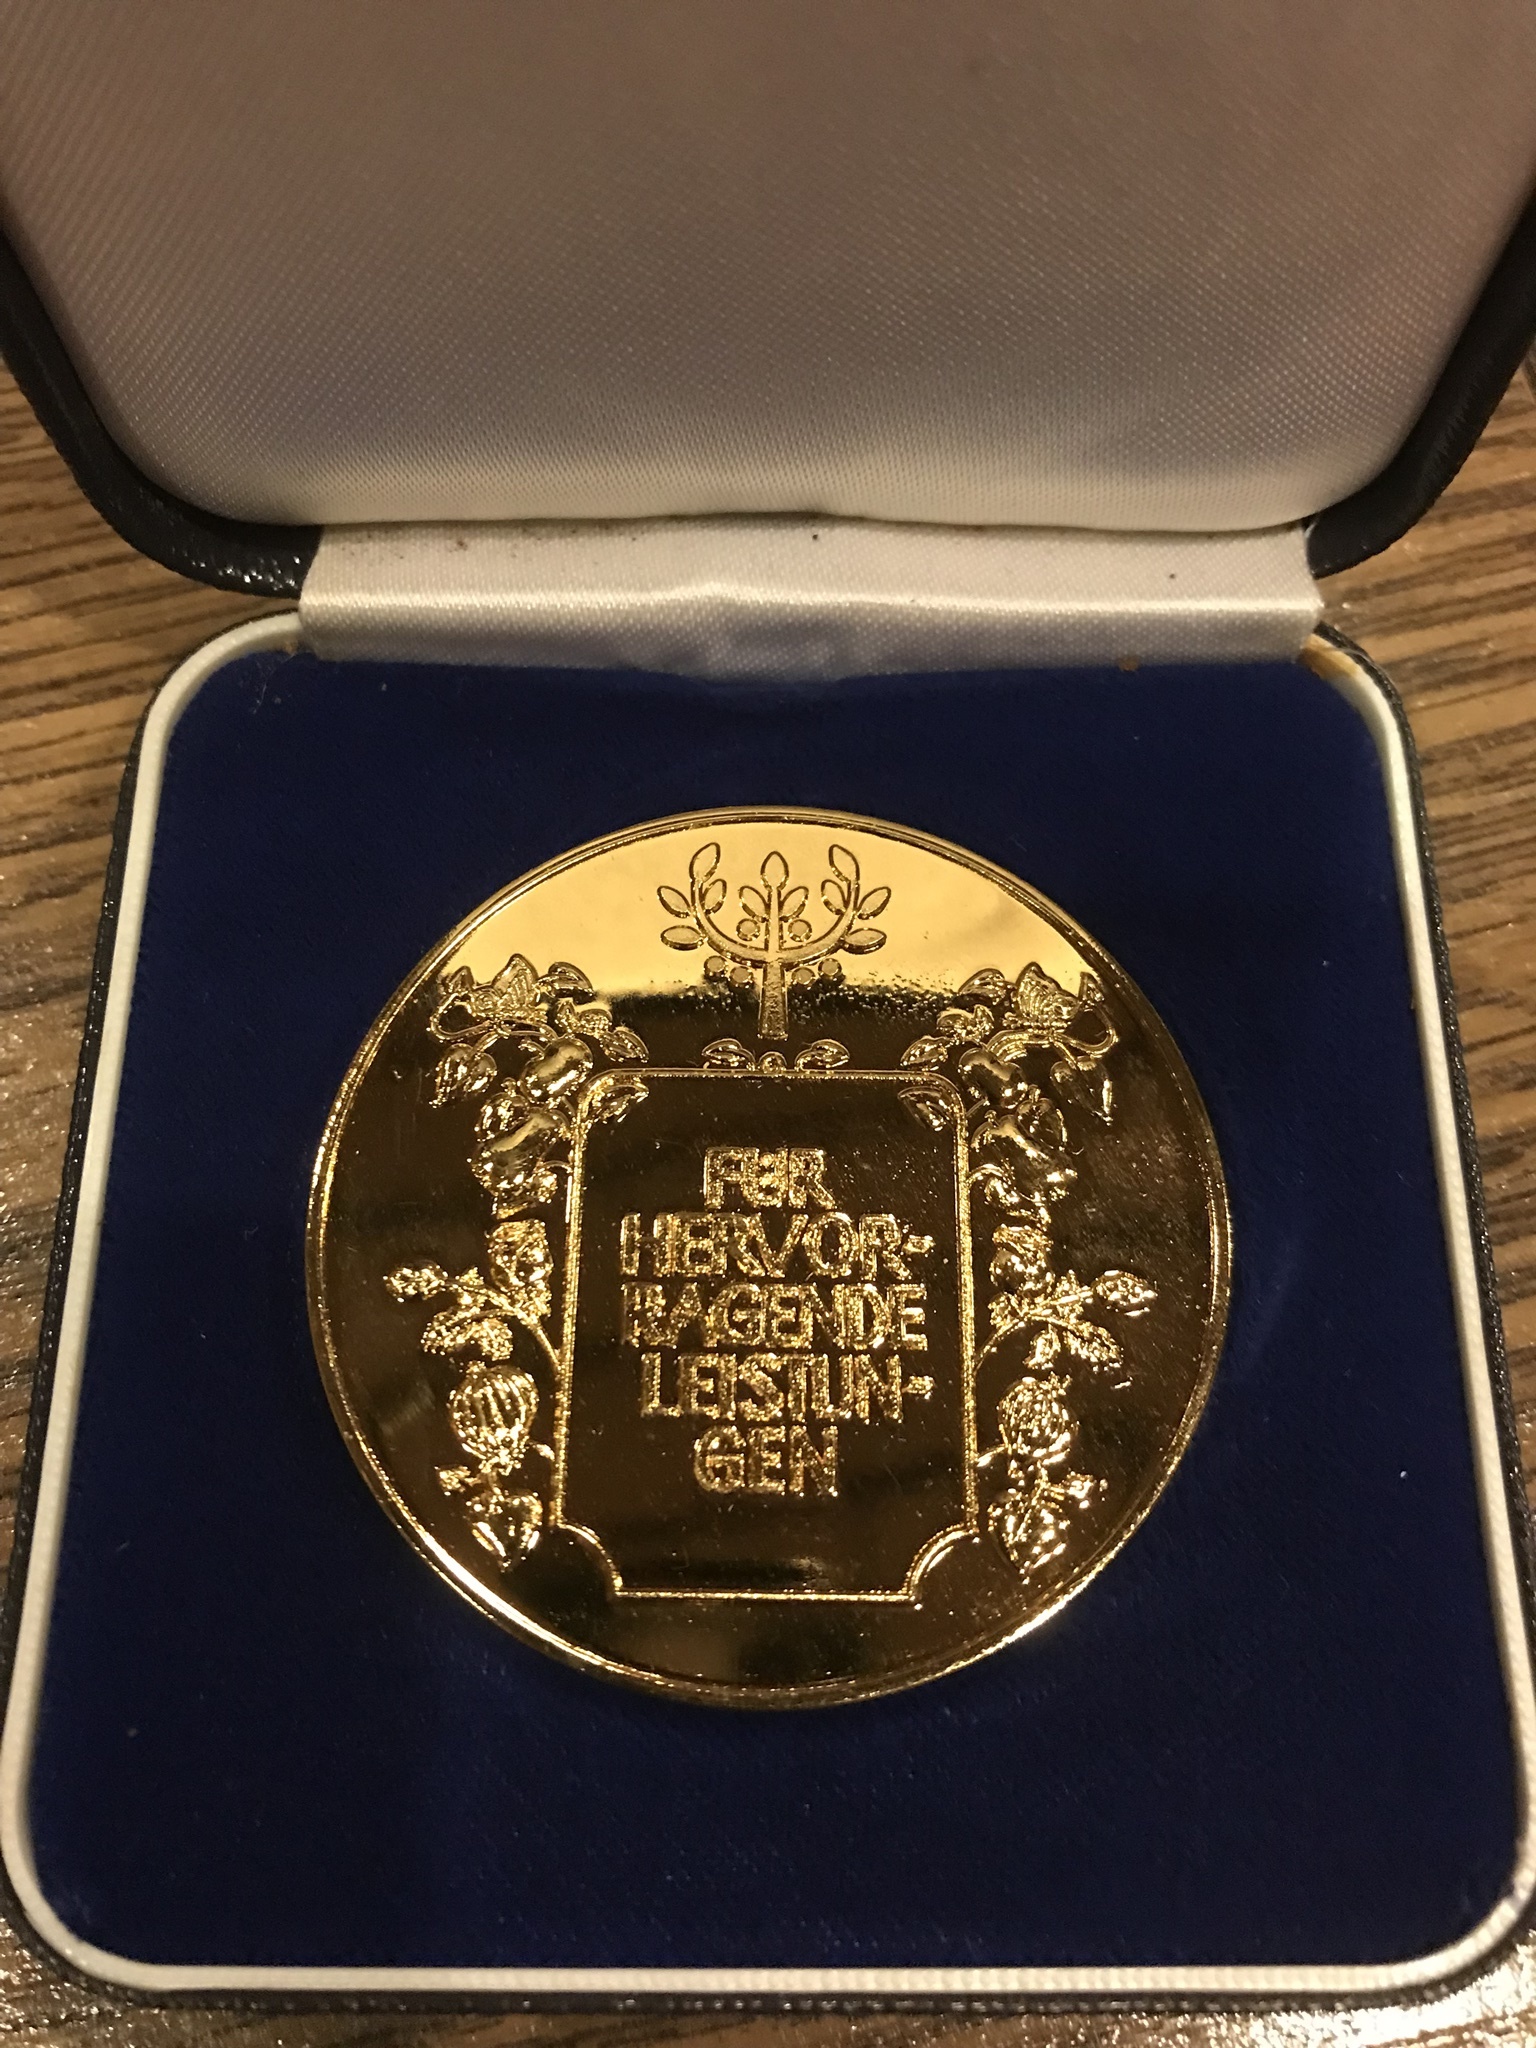 FÜR
HERVOR-
RAGENDE
LEISTUN-
GEN